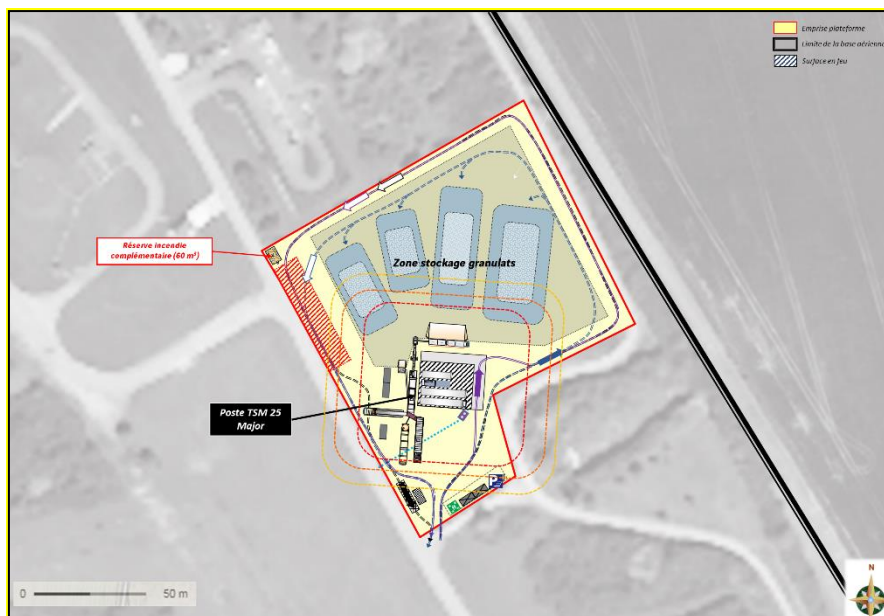 Emprise plateforme
Limite de la base aérienne
Surface en feu
Réserve incendie
complémentaire (60 m³)
Zone stockage granulats
Poste TSM 25
Major
P
0 50 m
N